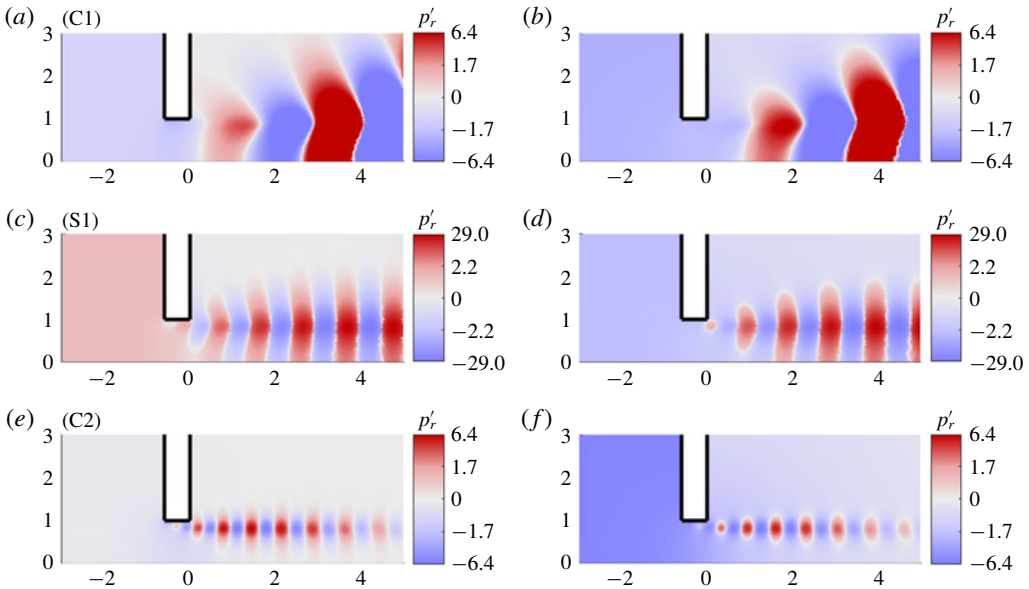 (a) (C1) p′r (b) p′r
3 6.4 3 6.4
2 1.7 2 1.7
1 0 1 0
−1.7 −1.7
0 −6.4 0 −6.4
−2 0 2 4 −2 0 2 4
(c) (S1) p′r (d) p′r
3 29.0 3 29.0
2 2.2 2 2.2
1 0 1 0
−2.2 −2.2
0 −29.0 0 −29.0
−2 0 2 4 −2 0 2 4
(e) (C2) p′r (f) p′r
3 6.4 3 6.4
2 1.7 2 1.7
1 0 1 0
−1.7 −1.7
0 −6.4 0 −6.4
−2 0 2 4 −2 0 2 4